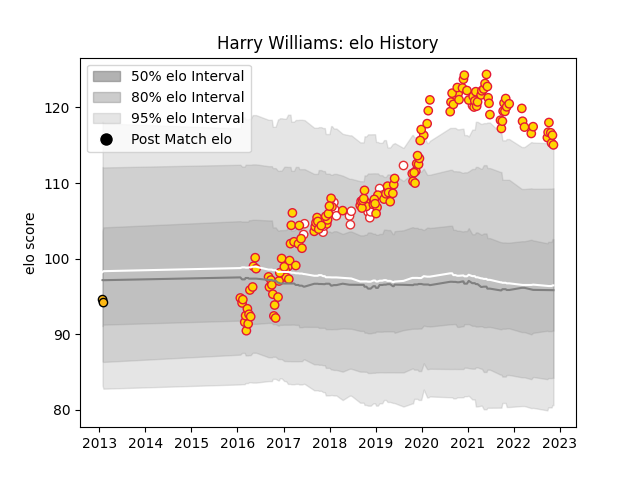 Harry Williams: elo History
50% elo Interval
80% elo Interval
95% elo Interval
Post Match elo
elo score
120
110
100
90
80
2013 2014 2015 2016 2017 2018 2019 2020 2021 2022 2023